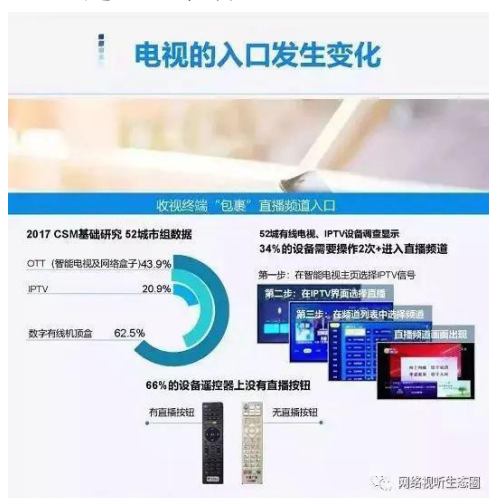 电视的入口发生变化
收视终端“包裹”直播频道入口
2017 CSM基础研究 52城市组数据
OTT（智能电视及网络盒子）43.9%
IPTV 20.9%
数字有线机顶盒 62.5%
52城有线电视、IPTV设备调查显示
34%的设备需要操作2次+进入直播频道
第一步：在智能电视主页选择IPTV信号
第二步：在IPTV界面选择直播
第三步：在频道列表中选择频道
直播频道画面出现
66%的设备遥控器上没有直播按钮
有直播按钮
无直播按钮
网络视听生态圈